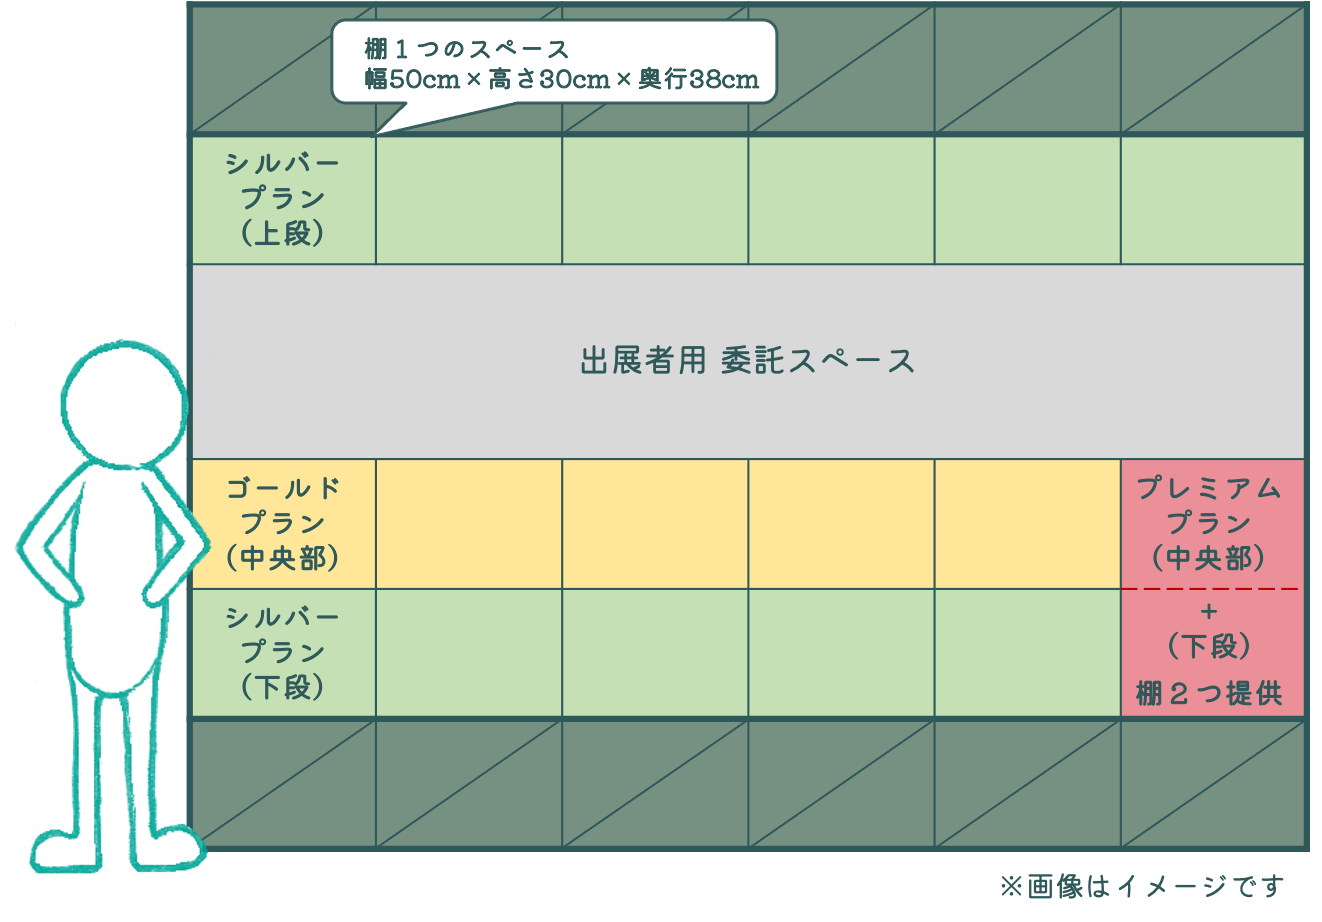 棚１つのスペース
幅50cm×高さ30cm×奥行38cm
シルバー
プラン
（上段）
出展者用 委託スペース
ゴールド
プラン
（中央部）
プレミアム
プラン
（中央部）
シルバー
プラン
（下段）
+
（下段）
棚２つ提供
※画像はイメージです